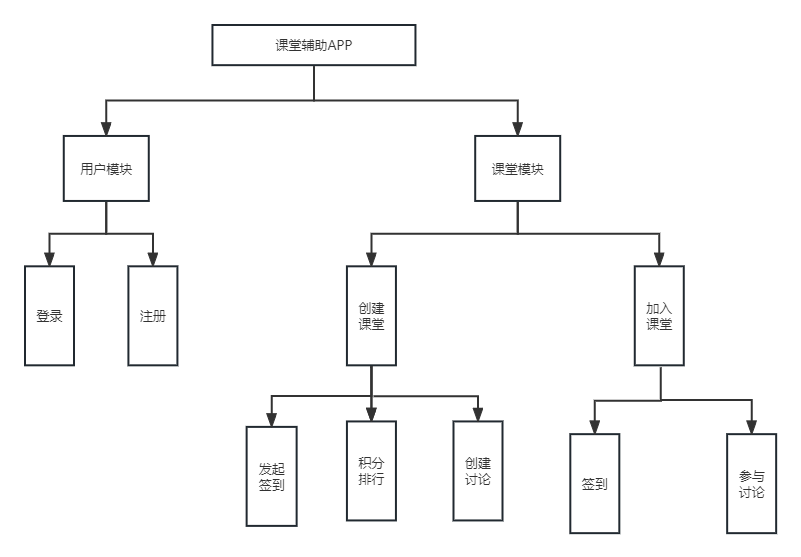 课堂辅助APP
用户模块
课堂模块
登录
注册
创建
课堂
加入
课堂
发起
签到
积分
排行
创建
讨论
签到
参与
讨论